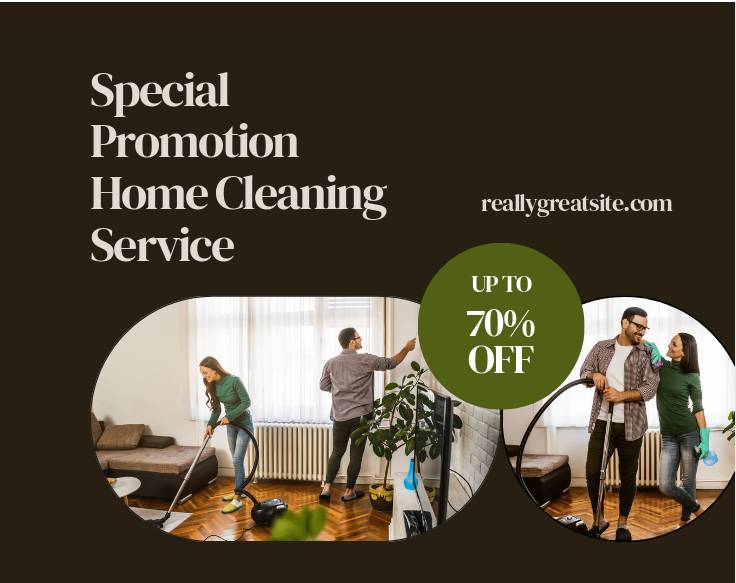 Special
Promotion
Home Cleaning
Service
reallygreatsite.com
UP TO
70%
OFF